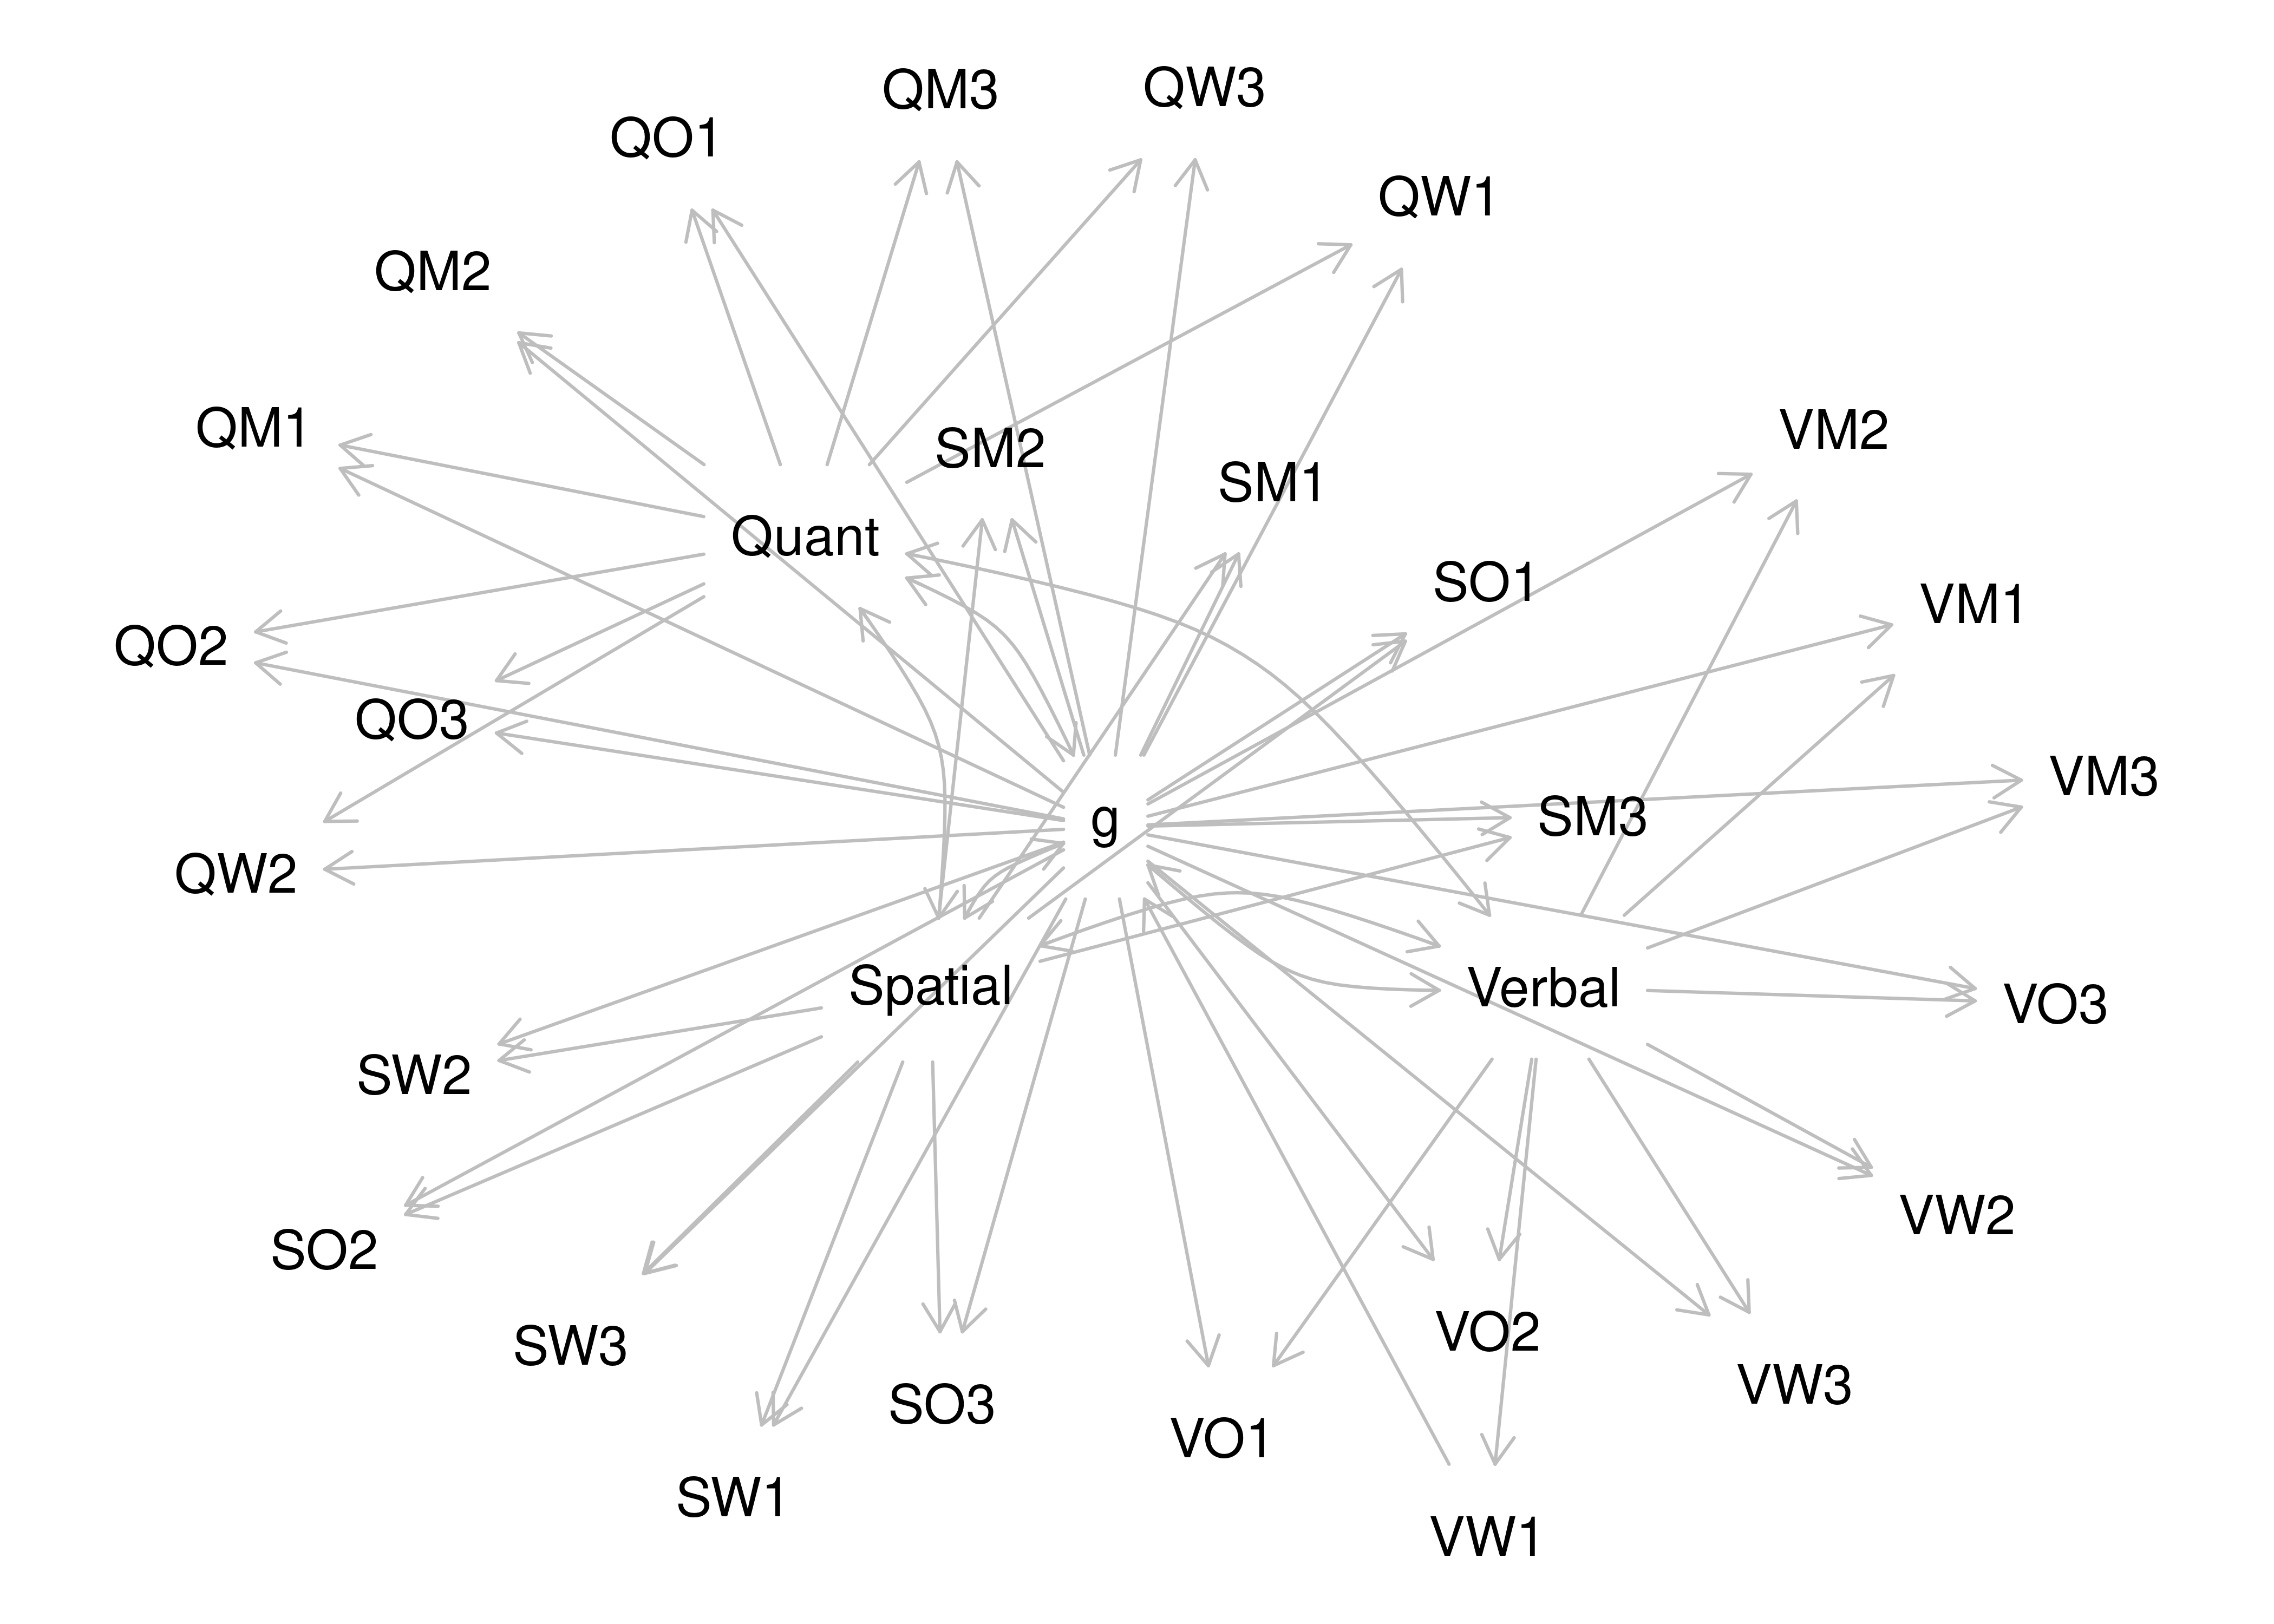 QM3
QW3
QO1
QW1
QM2
QM1
VM2
SM2
SM1
Quant
SO1
VM1
QO2
QO3
VM3
g
SM3
QW2
Spatial
Verbal
VO3
SW2
VW2
SO2
VO2
SW3
VW3
SO3
VO1
SW1
VW1